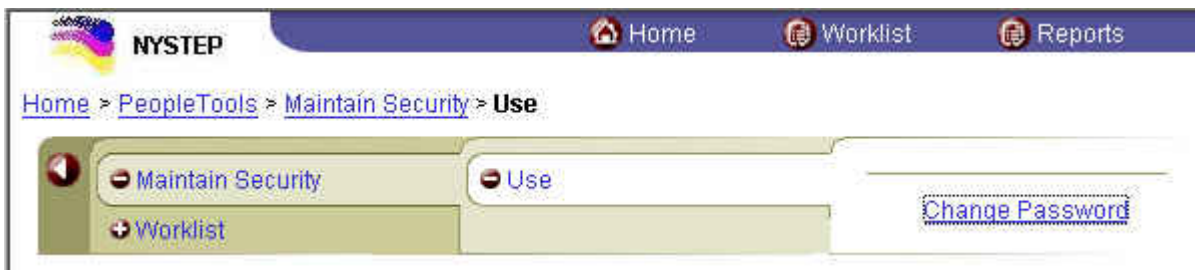 NYSTEP Home Worklist Reports
Home > PeopleTools > Maintain Security > Use
Maintain Security Use
Change Password
Worklist